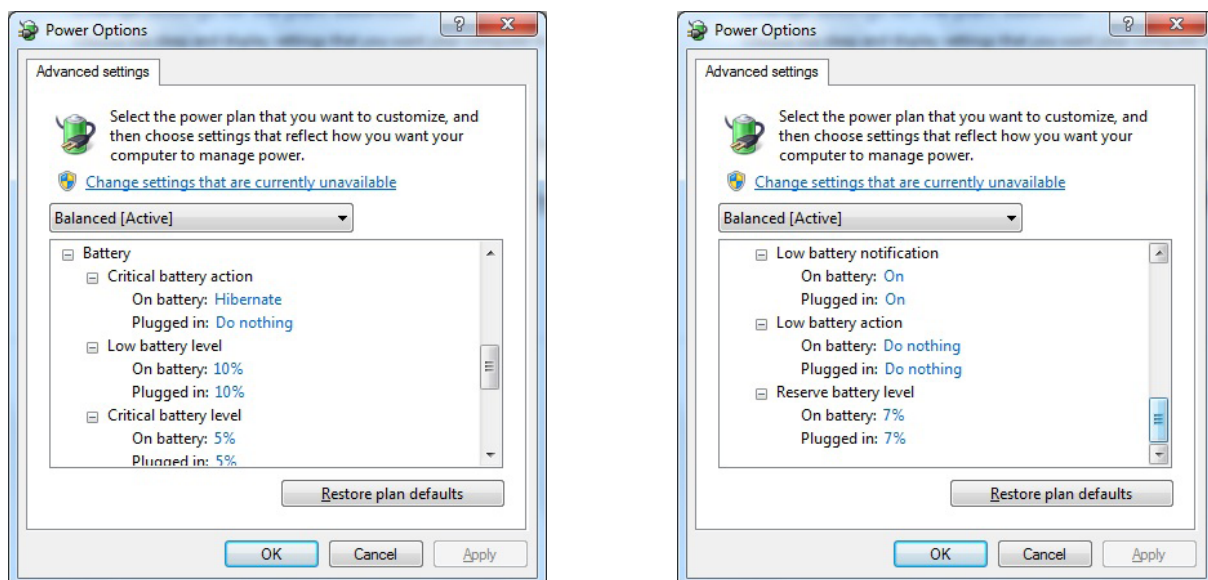 Power Options
Advanced settings
Select the power plan that you want to customize, and
then choose settings that reflect how you want your
computer to manage power.
Change settings that are currently unavailable
Balanced [Active]
Battery
Critical battery action
On battery: Hibernate
Plugged in: Do nothing
Low battery level
On battery: 10%
Plugged in: 10%
Critical battery level
On battery: 5%
Plugged in: 5%
Restore plan defaults
OK Cancel Apply
Power Options
Advanced settings
Select the power plan that you want to customize, and
then choose settings that reflect how you want your
computer to manage power.
Change settings that are currently unavailable
Balanced [Active]
Low battery notification
On battery: On
Plugged in: On
Low battery action
On battery: Do nothing
Plugged in: Do nothing
Reserve battery level
On battery: 7%
Plugged in: 7%
Restore plan defaults
OK Cancel Apply